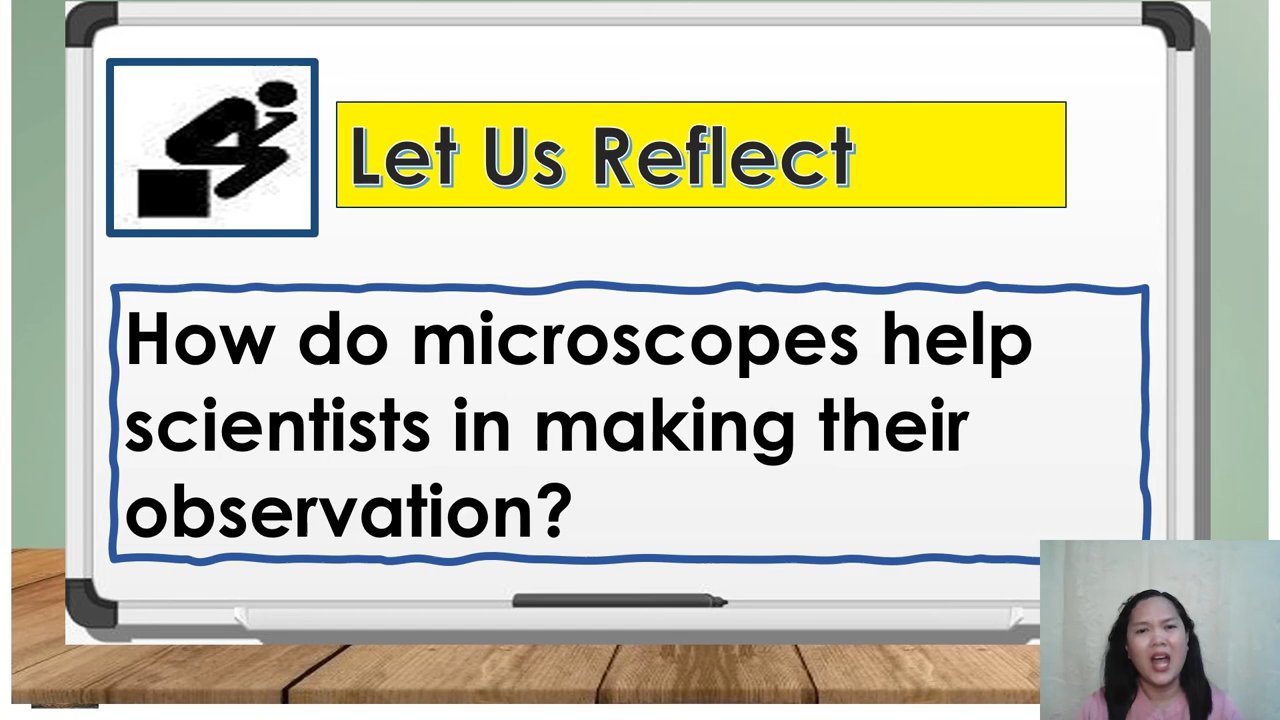 Let Us Reflect
How do microscopes help
scientists in making their
observation?